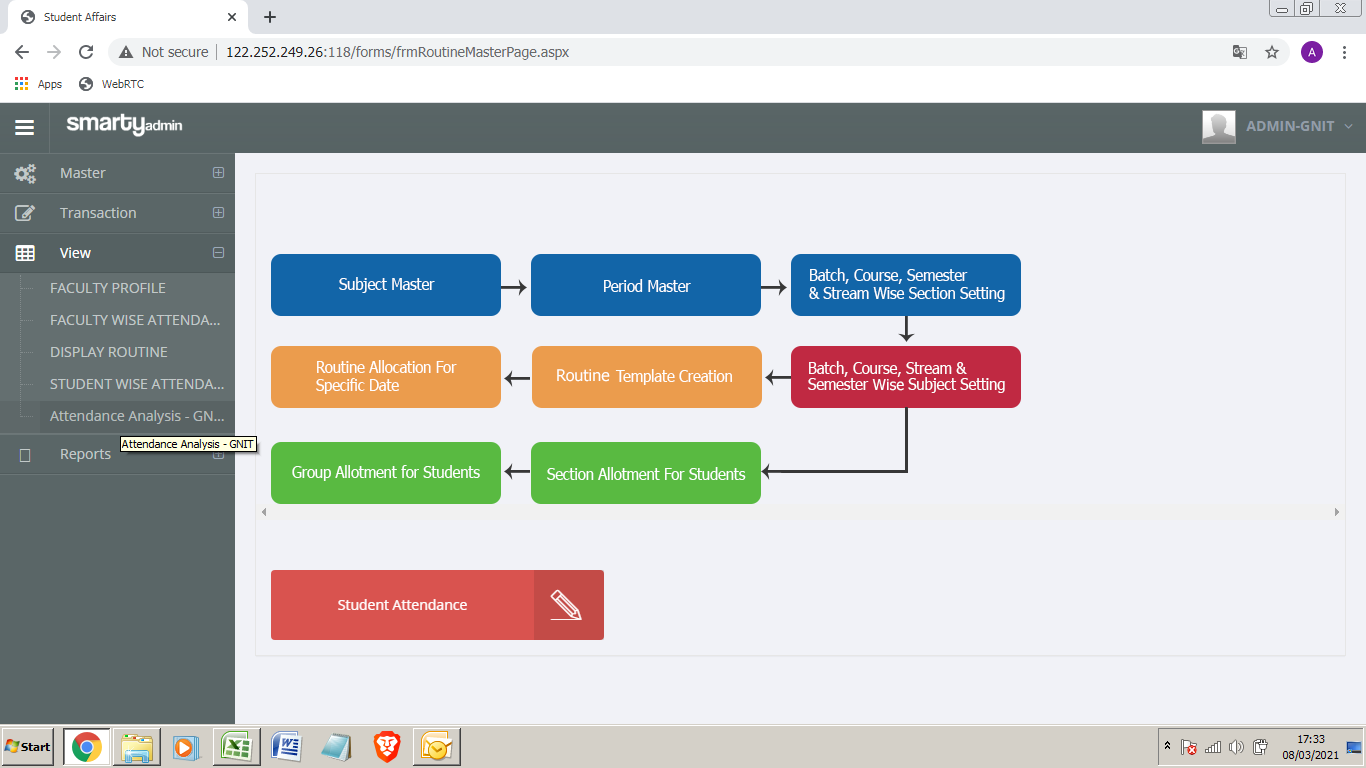 Student Affairs
Not secure
122.252.249.26:118/forms/frmRoutineMasterPage.aspx
A
Apps
WebRTC
smartyadmin
ADMIN-GNIT
Master
Transaction
View
FACULTY PROFILE
FACULTY WISE ATTENDA...
DISPLAY ROUTINE
STUDENT WISE ATTENDA...
Attendance Analysis - GN...
Attendance Analysis - GNIT
Reports
Subject Master
Period Master
Batch, Course, Semester
& Stream Wise Section Setting
Routine Allocation For
Specific Date
Routine Template Creation
Batch, Course, Stream &
Semester Wise Subject Setting
Group Allotment for Students
Section Allotment For Students
Student Attendance
Start
17:33
08/03/2021